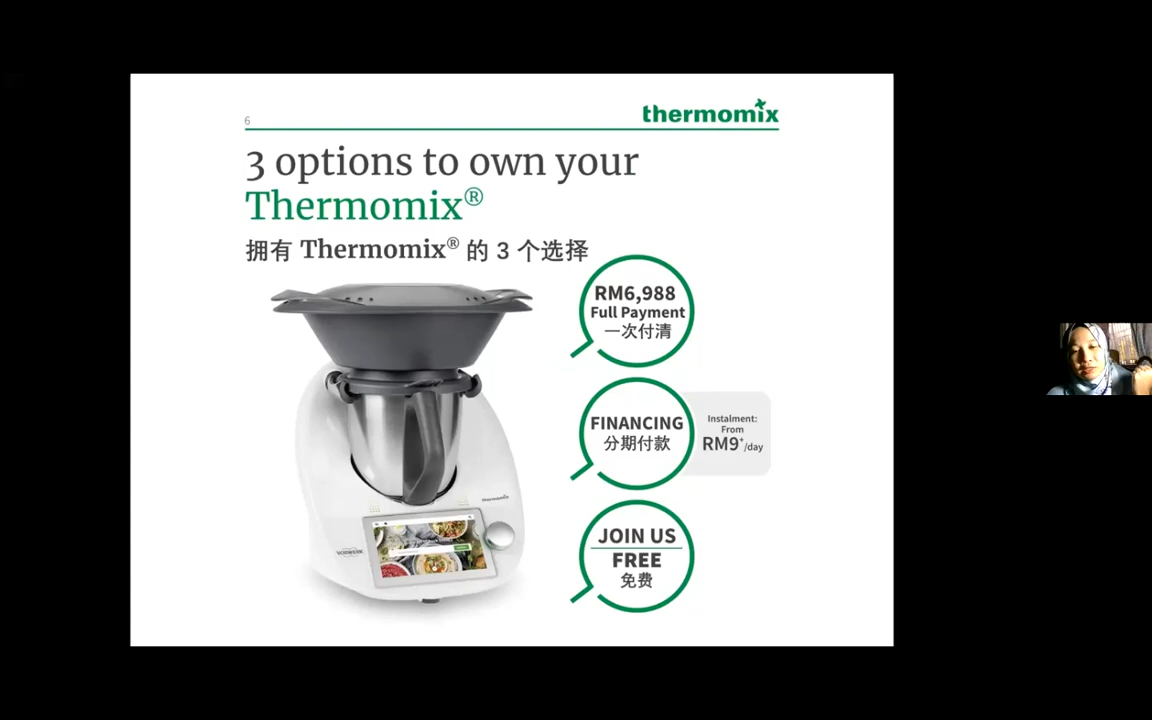 6
thermomix
3 options to own your
Thermomix®
拥有 Thermomix® 的 3 个选择
RM6,988
Full Payment
一次付清
FINANCING
分期付款
Instalment:
From
RM9+/day
JOIN US
FREE
免费
thermomix
VORWERK